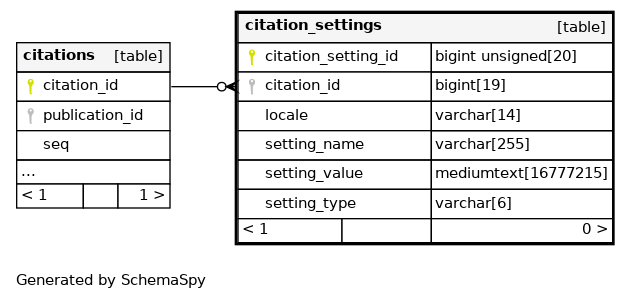 citations [table]
citation_id
publication_id
seq
...
< 1 1 >
citation_settings [table]
citation_setting_id bigint unsigned[20]
citation_id bigint[19]
locale varchar[14]
setting_name varchar[255]
setting_value mediumtext[16777215]
setting_type varchar[6]
< 1 0 >
Generated by SchemaSpy